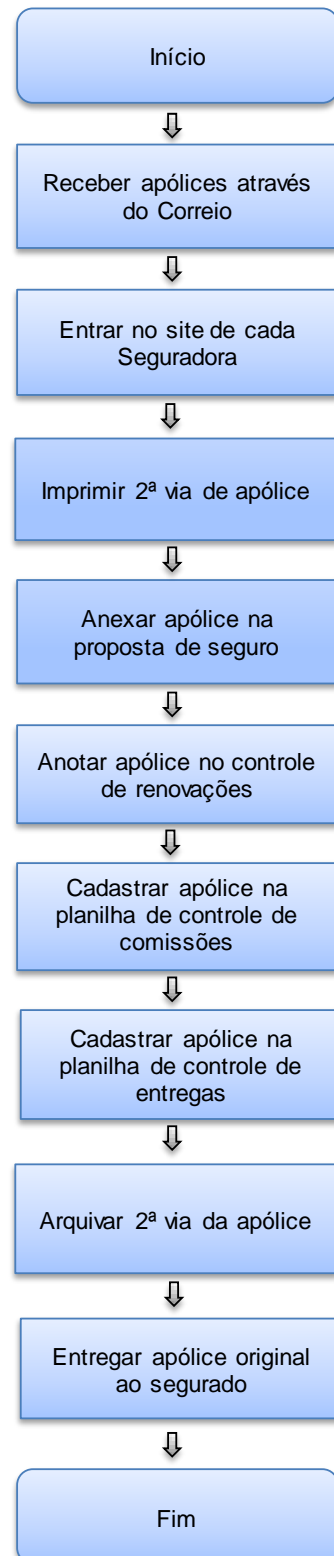 Início
Receber apólices através
do Correio
Entrar no site de cada
Seguradora
Imprimir 2ª via de apólice
Anexar apólice na
proposta de seguro
Anotar apólice no controle
de renovações
Cadastrar apólice na
planilha de controle de
comissões
Cadastrar apólice na
planilha de controle de
entregas
Arquivar 2ª via da apólice
Entregar apólice original
ao segurado
Fim